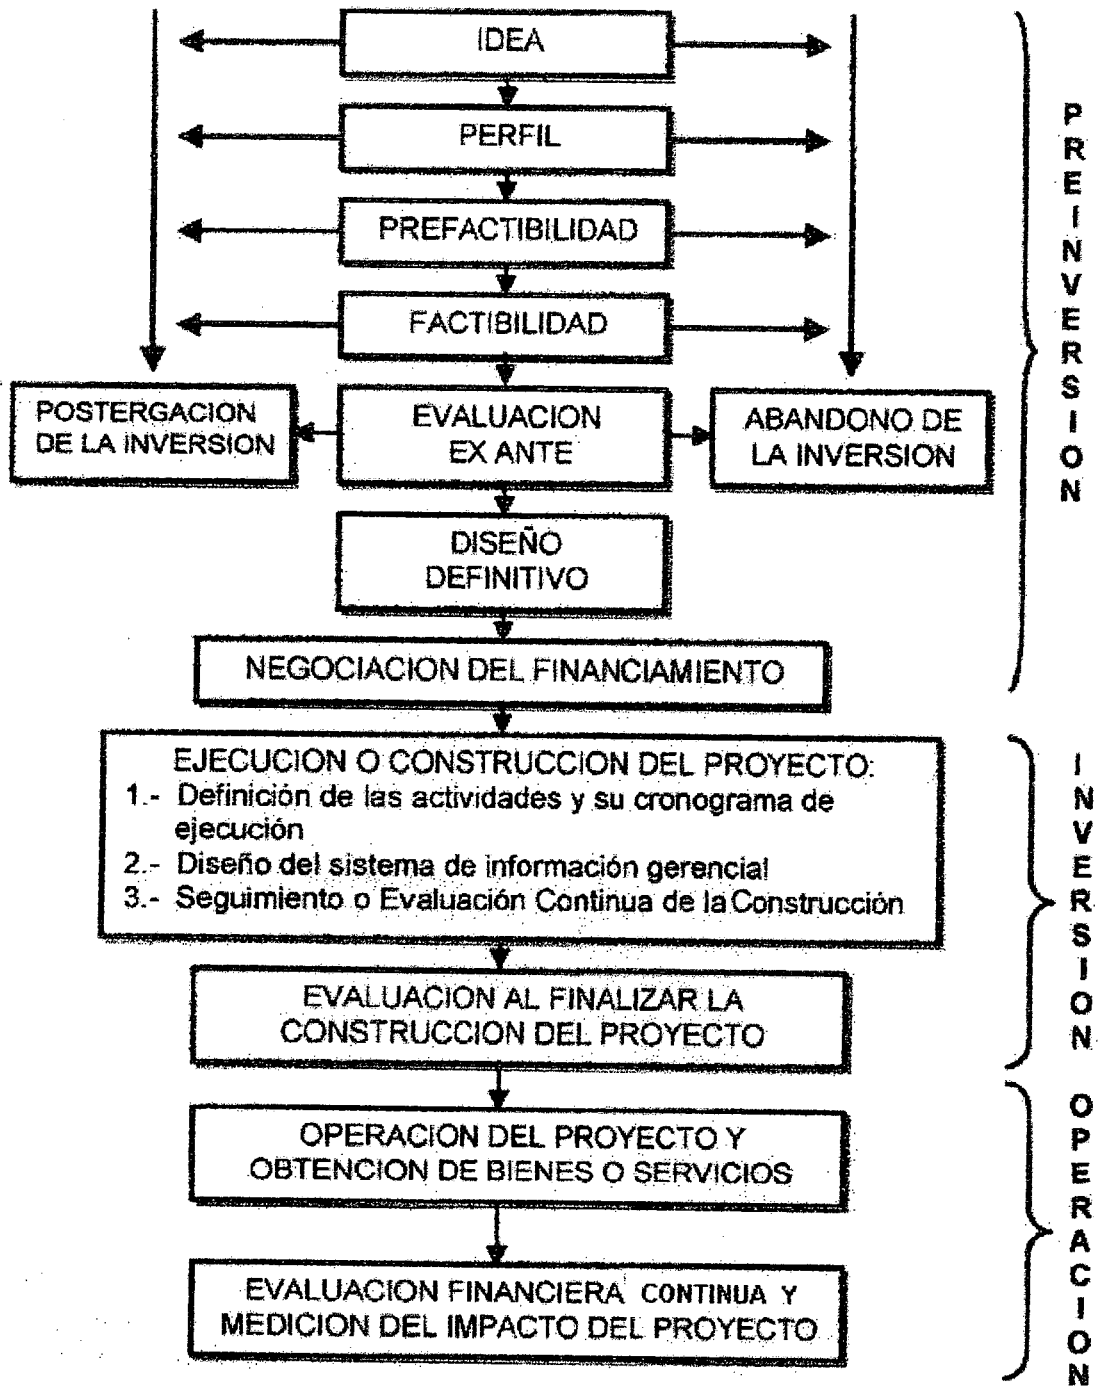 IDEA
PERFIL
PREFACTIBILIDAD
FACTIBILIDAD
POSTERGACION
DE LA INVERSION
EVALUACION
EX ANTE
ABANDONO DE
LA INVERSION
DISEÑO
DEFINITIVO
NEGOCIACION DEL FINANCIAMIENTO
PREINVERSION
EJECUCION O CONSTRUCCION DEL PROYECTO:
1.- Definición de las actividades y su cronograma de
ejecución
2.- Diseño del sistema de información gerencial
3.- Seguimiento o Evaluación Continua de la Construcción
EVALUACION AL FINALIZAR LA
CONSTRUCCION DEL PROYECTO
INVERSION
OPERACION DEL PROYECTO Y
OBTENCION DE BIENES O SERVICIOS
EVALUACION FINANCIERA CONTINUA Y
MEDICION DEL IMPACTO DEL PROYECTO
OPERACION